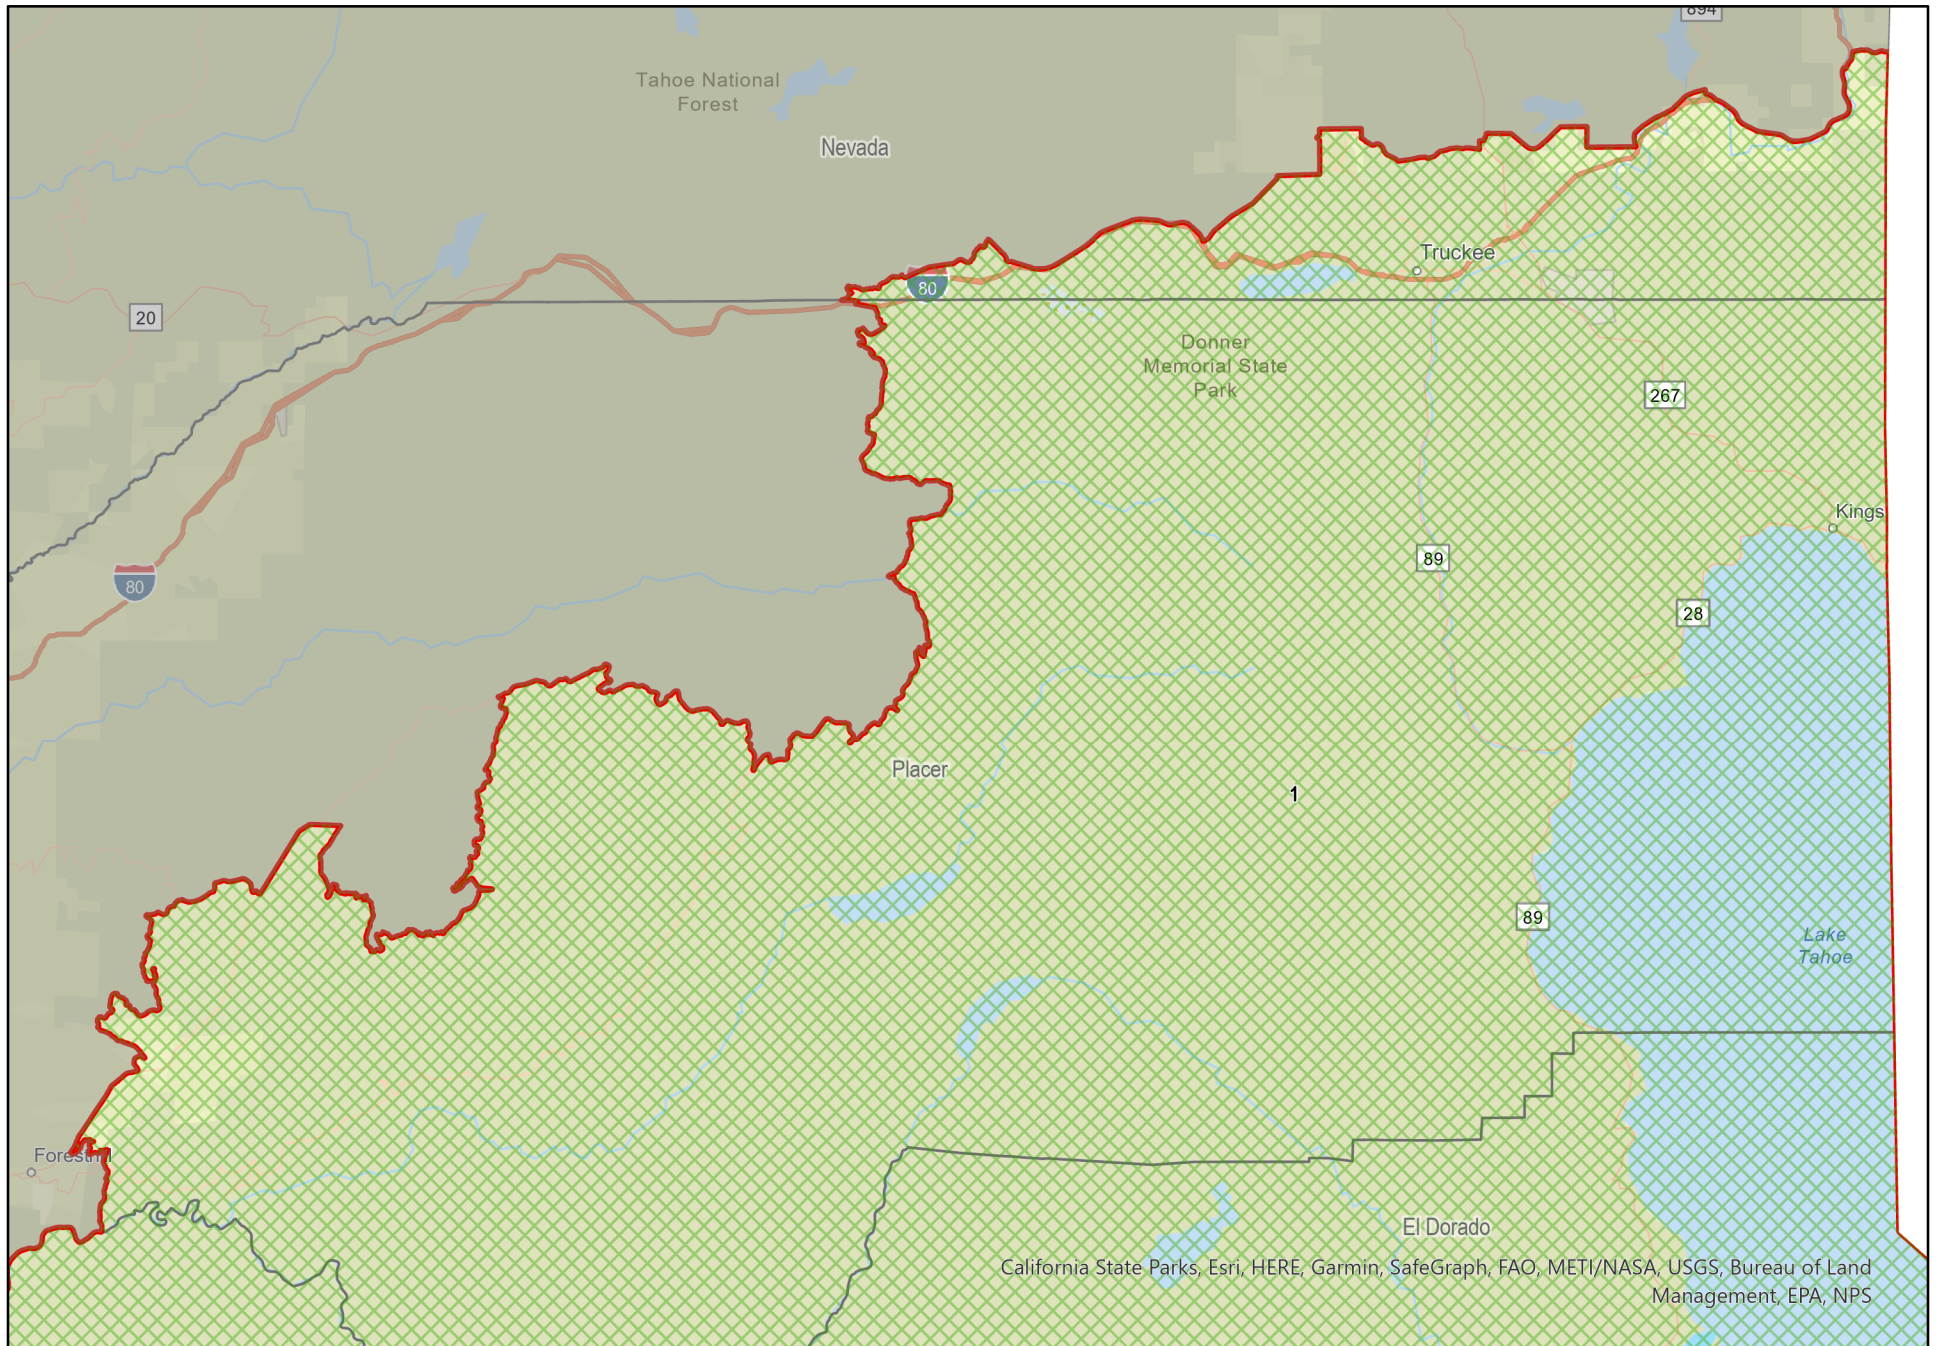 894
Tahoe National
Forest
Nevada
Truckee
80
20
Donner
Memorial State
Park
267
Kings
89
80
28
Placer
1
89
Lake
Tahoe
Foresthill
El Dorado
California State Parks, Esri, HERE, Garmin, SafeGraph, FAO, METI/NASA, USGS, Bureau of Land
Management, EPA, NPS